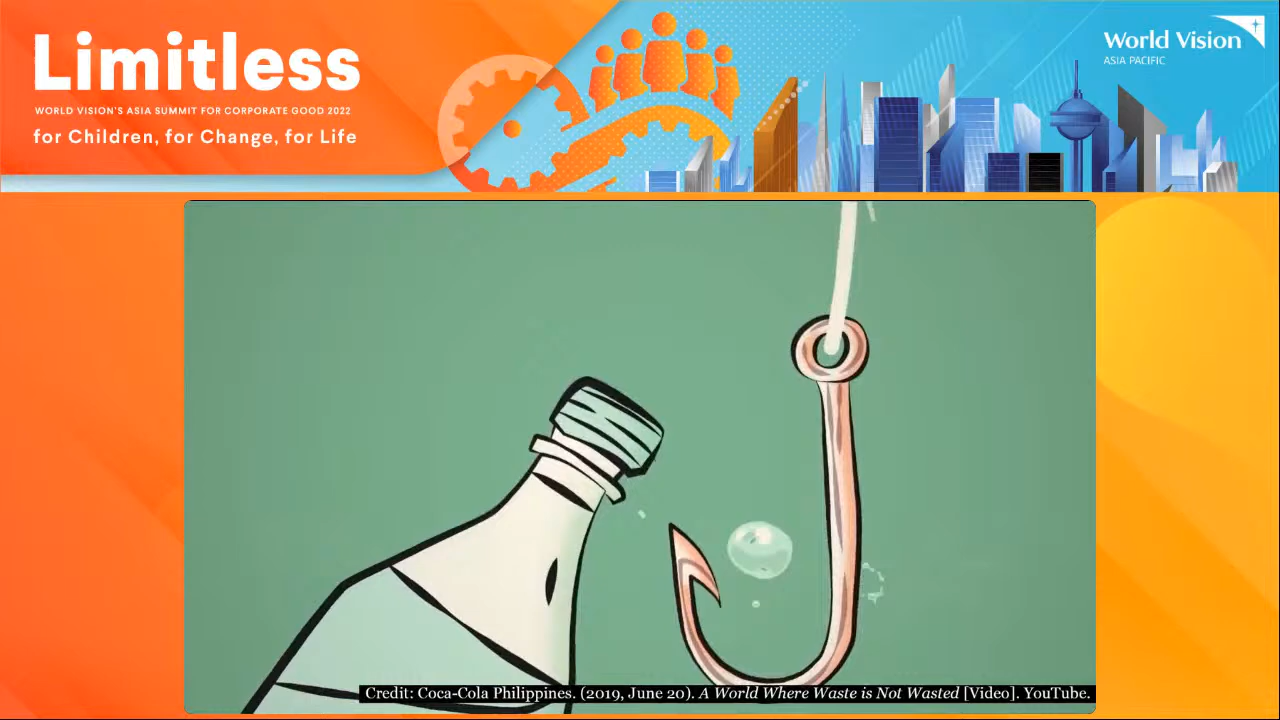 Limitless
WORLD VISION'S ASIA SUMMIT FOR CORPORATE GOOD 2022
for Children, for Change, for Life
World Vision
ASIA PACIFIC
Credit: Coca-Cola Philippines. (2019, June 20). A World Where Waste is Not Wasted [Video]. YouTube.